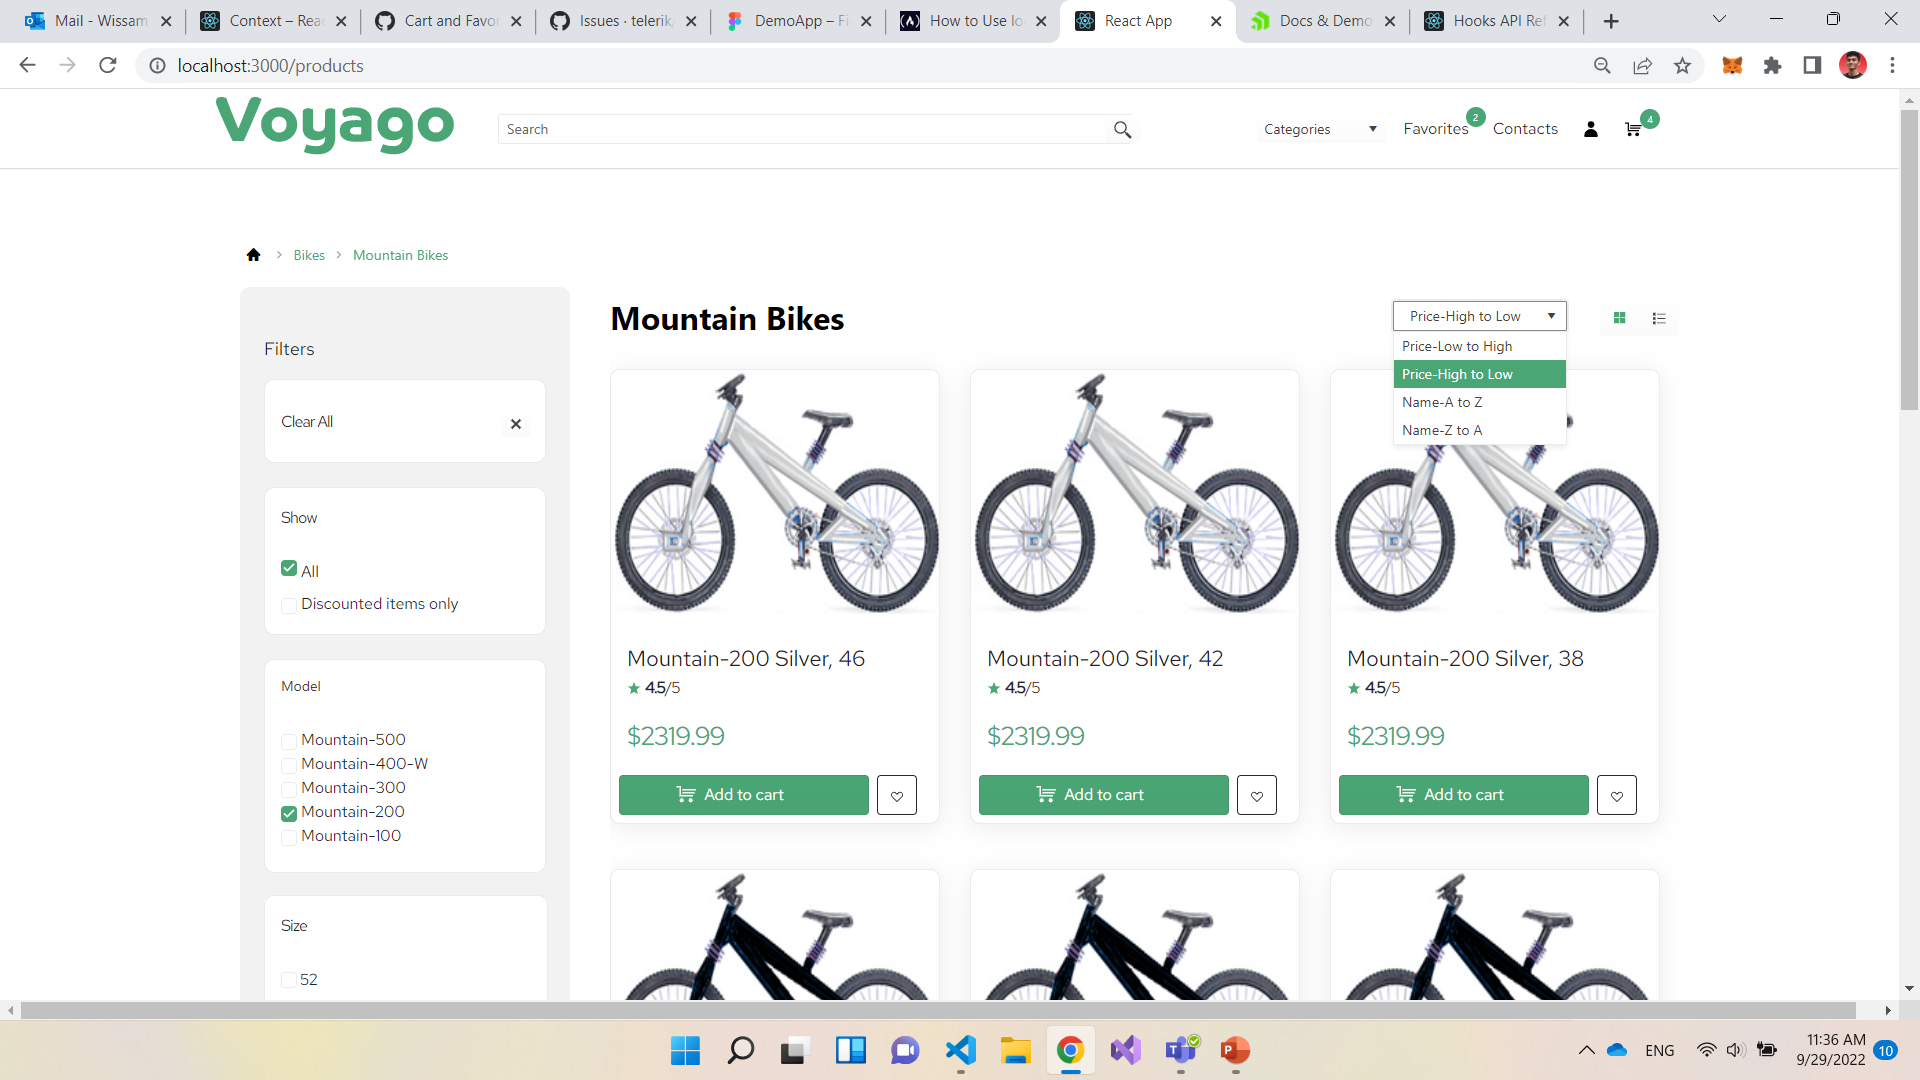 Mail - Wissam
Context – Reac
Cart and Favor
Issues · telerik/
DemoApp – Fi
How to Use lo
React App
Docs & Demo
Hooks API Ref
localhost:3000/products
Voyago
Search
Categories
Favorites
2
Contacts
4
Bikes
Mountain Bikes
Filters
Clear All
Show
All
Discounted items only
Model
Mountain-500
Mountain-400-W
Mountain-300
Mountain-200
Mountain-100
Size
52
Mountain Bikes
Price-High to Low
Price-Low to High
Price-High to Low
Name-A to Z
Name-Z to A
Mountain-200 Silver, 46
4.5/5
$2319.99
Add to cart
Mountain-200 Silver, 42
4.5/5
$2319.99
Add to cart
Mountain-200 Silver, 38
4.5/5
$2319.99
Add to cart
ENG
11:36 AM
9/29/2022
10